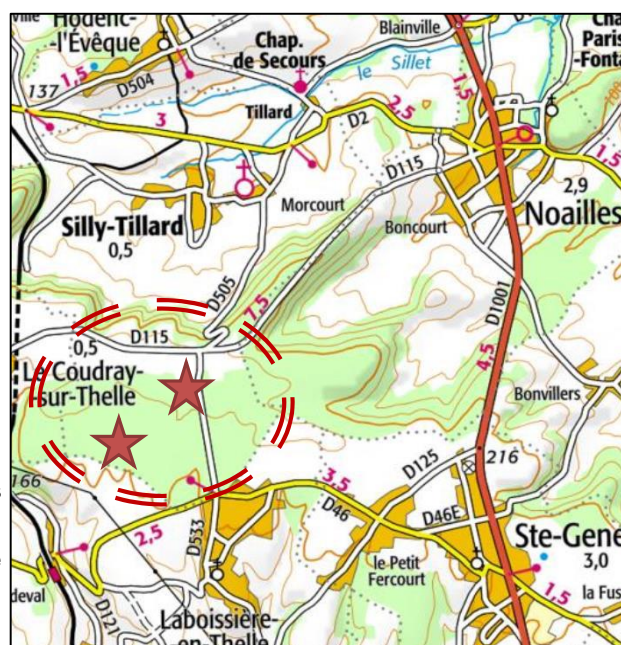 Hodenc-
-l'Évêque
Blainville
Chap.
de Secours
le Sillet
Paris
-Font
137
1,5
D504
3
Tillard
D2
2,5
1,5
1,5
D115
2,9
Noailles
Morcourt
Boncourt
Silly-Tillard
0,5
D505
7,5
D1001
4,5
0,5
D115
Le Coudray-
-sur-Thelle
Bonvillers
166
D125
216
3,5
D46
D46E
2,5
D533
Ste-Gene
3,0
le Petit
Fercourt
deval
D121
1,5
la Fus
Laboissière-
-en-Thelle